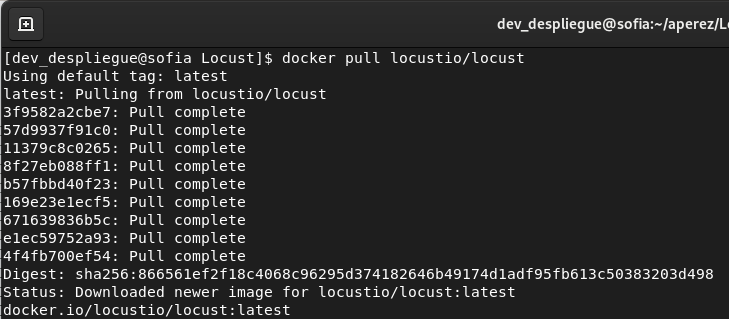 dev_despliegue@sofia:~/aperez/Lo
[dev_despliegue@sofia Locust]$ docker pull locustio/locust
Using default tag: latest
latest: Pulling from locustio/locust
3f9582a2cbe7: Pull complete
57d9937f91c0: Pull complete
11379c8c0265: Pull complete
8f27eb088ff1: Pull complete
b57fbbd40f23: Pull complete
169e23e1ecf5: Pull complete
671639836b5c: Pull complete
e1ec59752a93: Pull complete
4f4fb700ef54: Pull complete
Digest: sha256:866561ef2f18c4068c96295d374182646b49174d1adf95fb613c50383203d498
Status: Downloaded newer image for locustio/locust:latest
docker.io/locustio/locust:latest